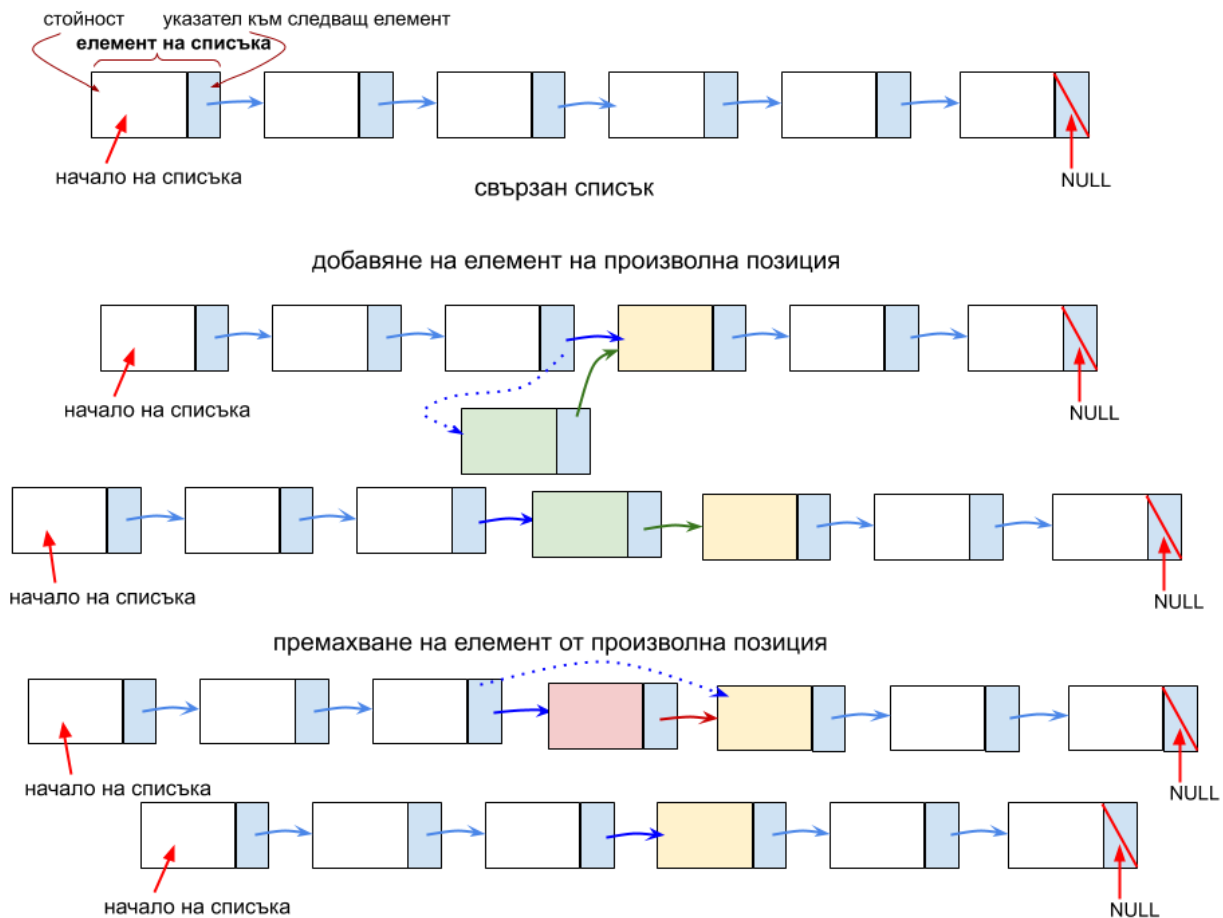 стойност указател към следващ елемент
елемент на списъка
начало на списъка
NULL
свързан списък
добавяне на елемент на произволна позиция
начало на списъка
NULL
начало на списъка
NULL
премахване на елемент от произволна позиция
начало на списъка
NULL
начало на списъка
NULL